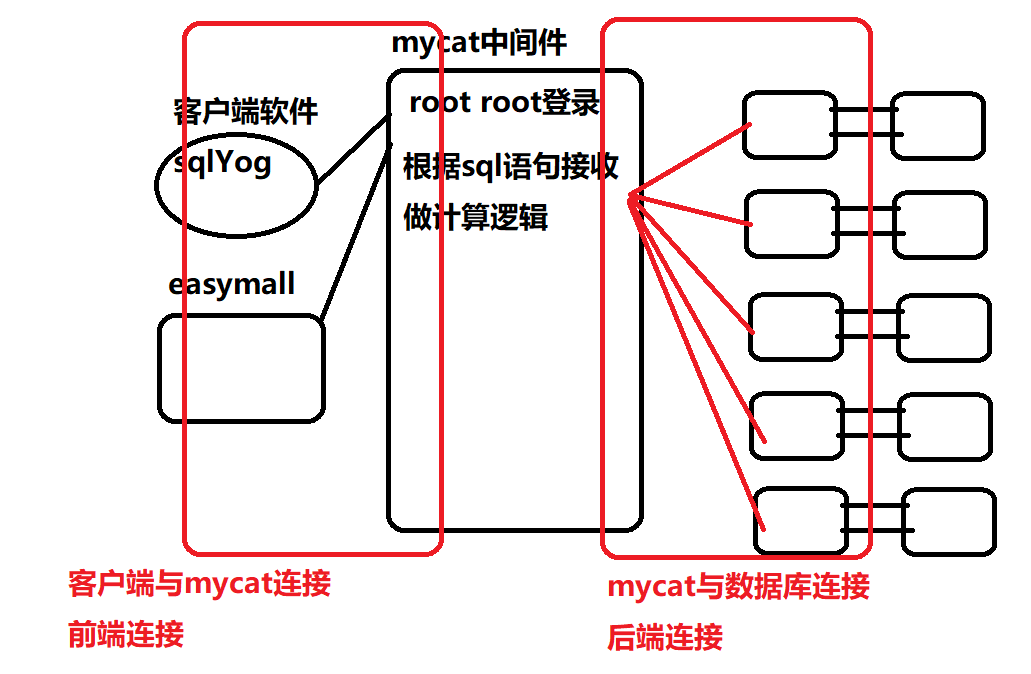 mycat中间件
客户端软件
sqlYog
root root登录
根据sql语句接收
做计算逻辑
easymall
客户端与mycat连接
前端连接
mycat与数据库连接
后端连接